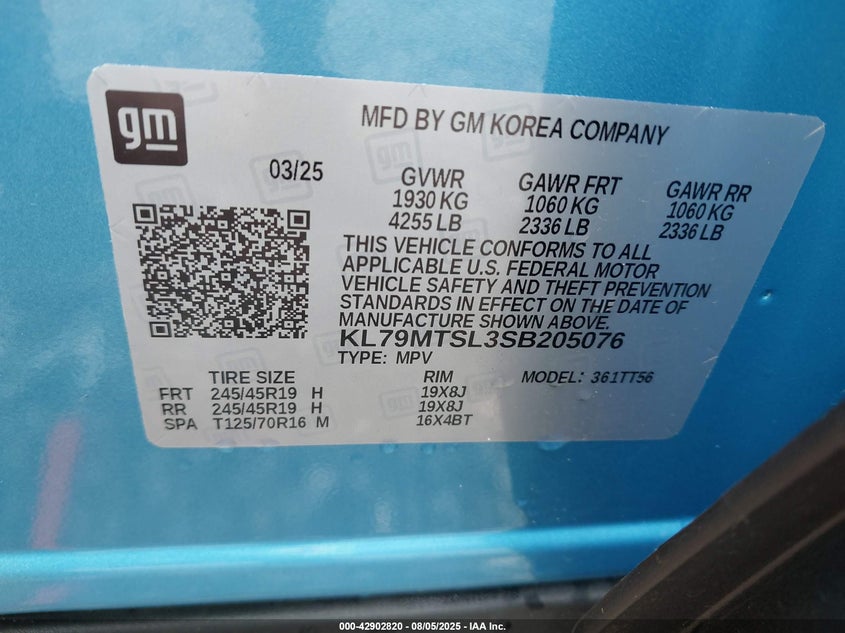 gm
MFD BY GM KOREA COMPANY
03/25
GVWR GAWR FRT GAWR RR
1930 KG 1060 KG 1060 KG
4255 LB 2336 LB 2336 LB
THIS VEHICLE CONFORMS TO ALL
APPLICABLE U.S. FEDERAL MOTOR
VEHICLE SAFETY AND THEFT PREVENTION
STANDARDS IN EFFECT ON THE DATE OF
MANUFACTURE SHOWN ABOVE.
KL79MTSL3SB205076
TYPE: MPV MODEL: 361TT56
TIRE SIZE RIM
FRT 245/45R19 H 19X8J
RR 245/45R19 H 19X8J
SPA T125/70R16 M 16X4BT
000-42902820 - 08/05/2025 - IAA Inc.